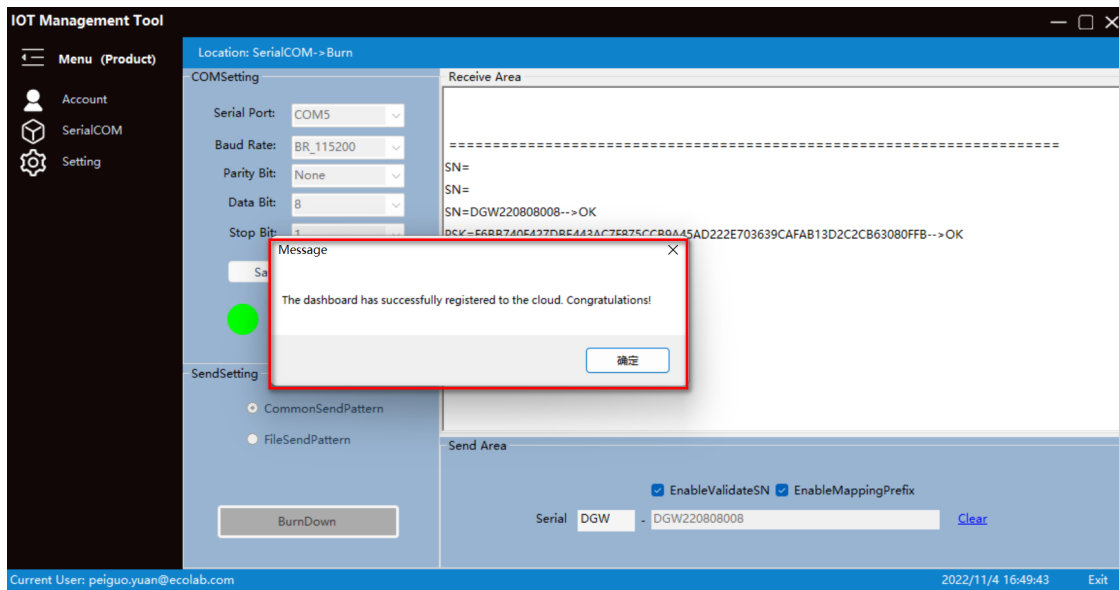 IOT Management Tool
Menu (Product)
Account
SerialCOM
Setting
Location: SerialCOM->Burn
COMSetting
Serial Port: COM5
Baud Rate: BR_115200
Parity Bit: None
Data Bit: 8
Stop Bit: 1
Sa
SendSetting
CommonSendPattern
FileSendPattern
BurnDown
Receive Area
======================================================================
SN=
SN=
SN=DGW220808008-->OK
PSK=F6BB740F427DBF443AC7F875CCB9A45AD222E703639CAFAB13D2C2CB63080FFB-->OK
Message
The dashboard has successfully registered to the cloud. Congratulations!
确定
Send Area
EnableValidateSN EnableMappingPrefix
Serial DGW - DGW220808008 Clear
Current User: peiguo.yuan@ecolab.com 2022/11/4 16:49:43 Exit